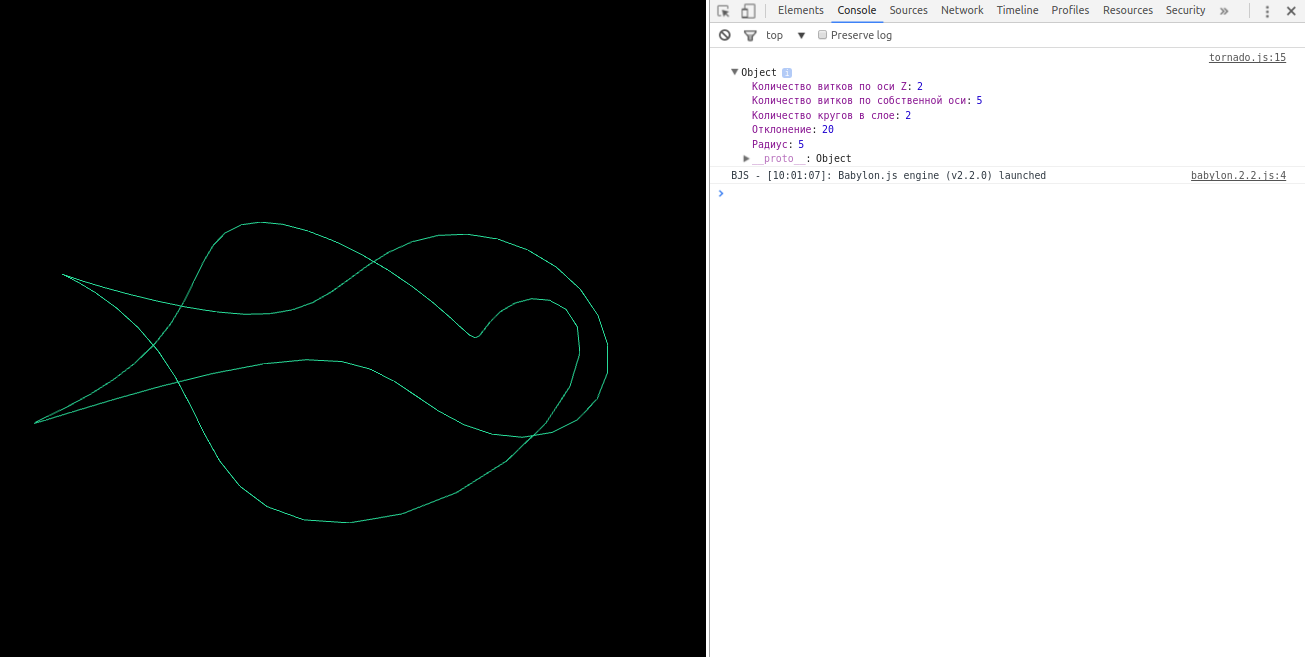 Elements Console Sources Network Timeline Profiles Resources Security »
top ▼ Preserve log
tornado.js:15
▼Object i
Количество витков по оси Z: 2
Количество витков по собственной оси: 5
Количество кругов в слое: 2
Отклонение: 20
Радиус: 5
▶__proto__: Object
BJS - [10:01:07]: Babylon.js engine (v2.2.0) launched babylon.2.2.js:4